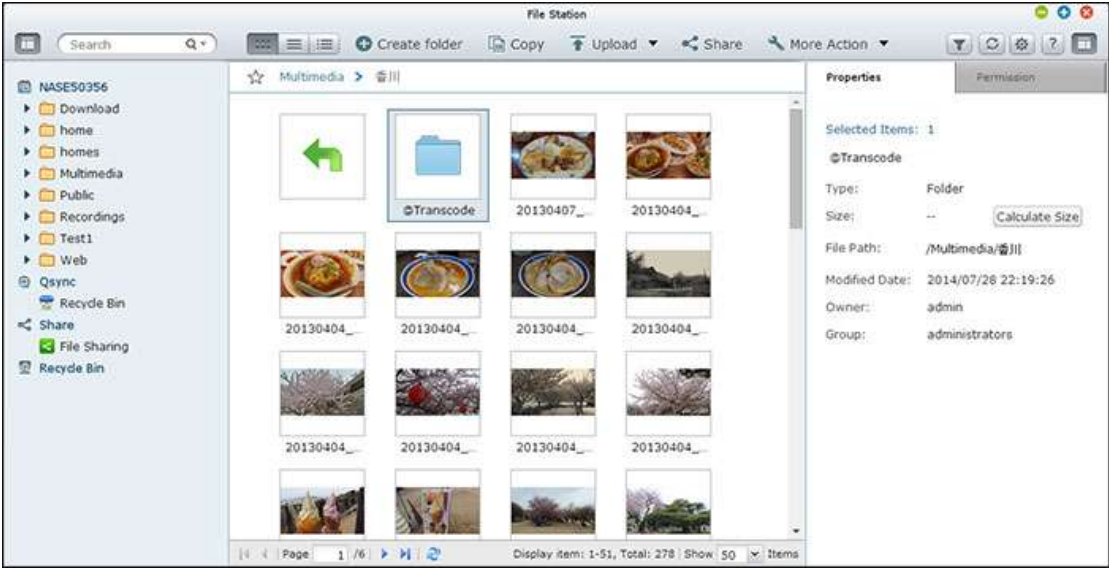 File Station
Search
Create folder
Copy
Upload
Share
More Action
?
NASE50356
Download
home
homes
Multimedia
Public
Recordings
Test1
Web
Qsync
Recycle Bin
Share
File Sharing
Recycle Bin
Multimedia > 香川
@Transcode
20130407_...
20130404_...
20130404_...
20130404_...
20130404_...
20130404_...
20130404_...
20130404_...
20130404_...
20130404_...
Page 1 /6
Display item: 1-51, Total: 278
Show 50 Items
Properties
Permission
Selected Items: 1
@Transcode
Type: Folder
Size: -- Calculate Size
File Path: /Multimedia/香川
Modified Date: 2014/07/28 22:19:26
Owner: admin
Group: administrators